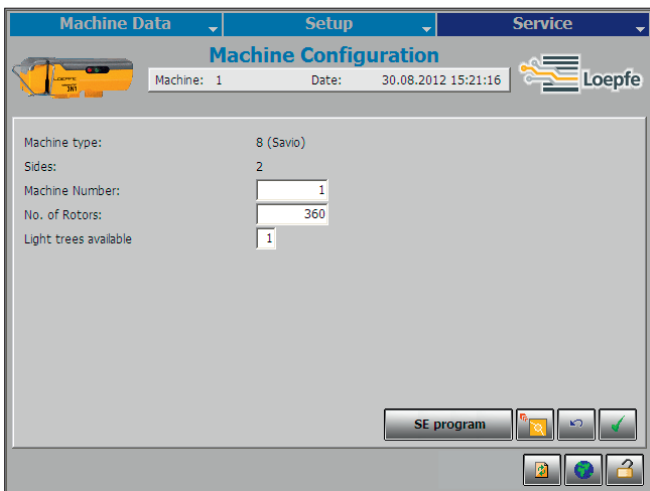 Machine Data Setup Service
Machine Configuration
Machine: 1 Date: 30.08.2012 15:21:16
Loepfe
Machine type: 8 (Savio)
Sides: 2
Machine Number: 1
No. of Rotors: 360
Light trees available 1
SE program